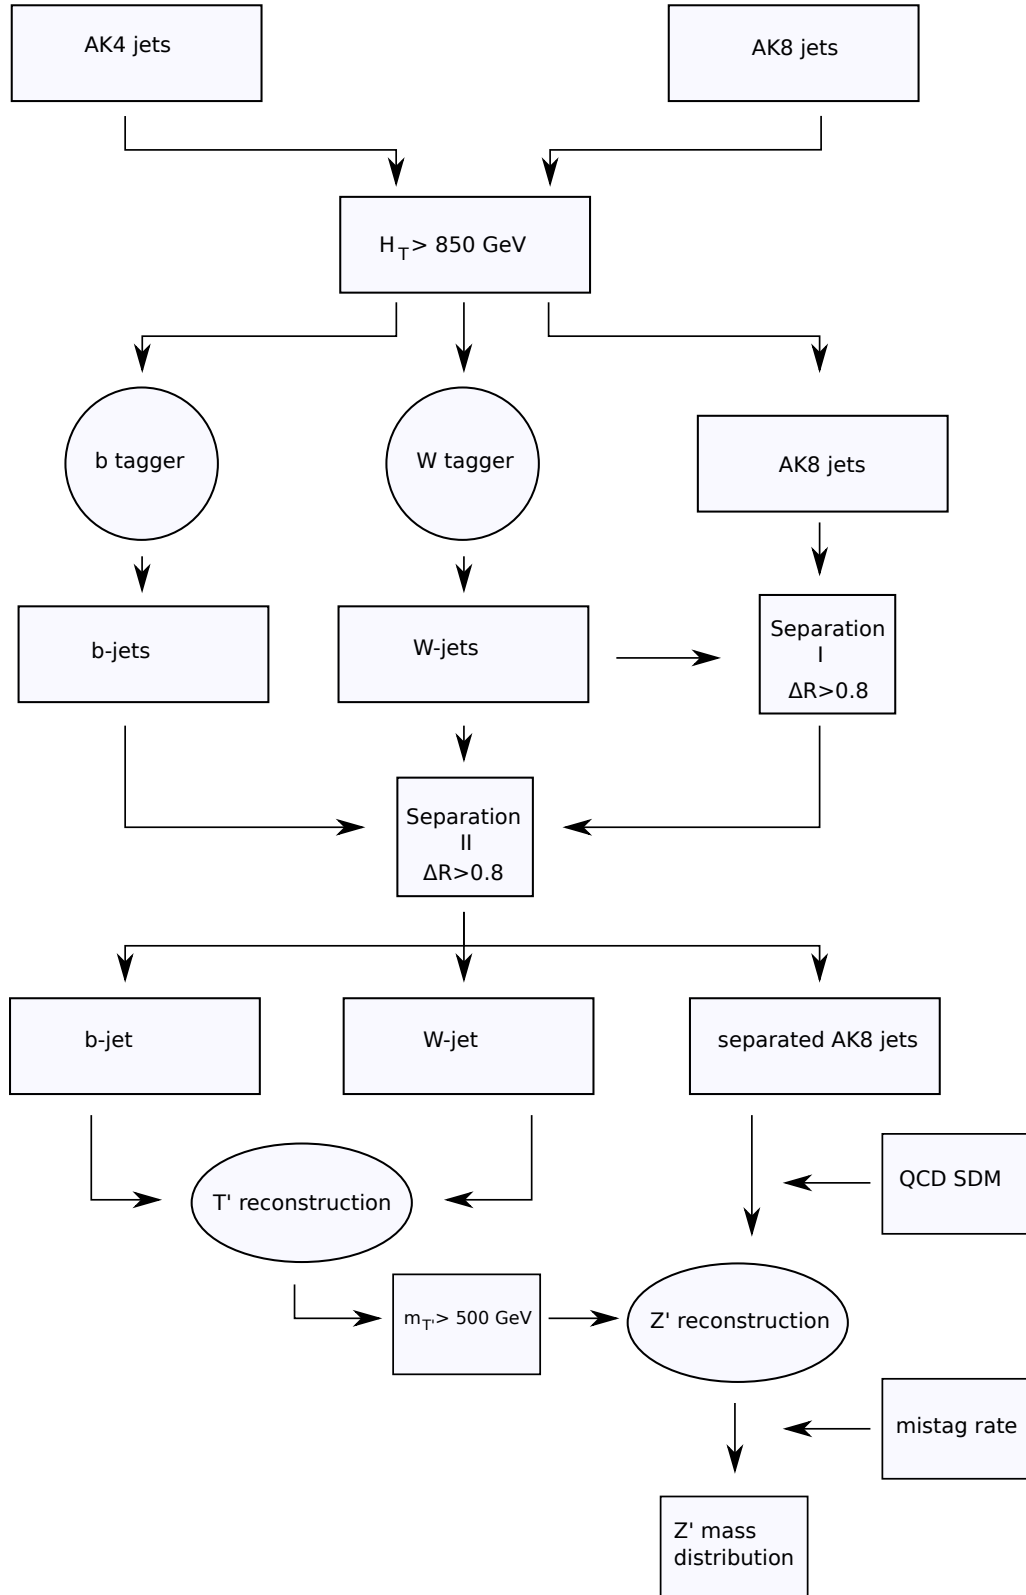 AK4 jets
AK8 jets
H_T > 850 GeV
b tagger
W tagger
AK8 jets
b-jets
W-jets
Separation
I
ΔR>0.8
Separation
II
ΔR>0.8
b-jet
W-jet
separated AK8 jets
QCD SDM
T' reconstruction
m_T'> 500 GeV
Z' reconstruction
mistag rate
Z' mass
distribution